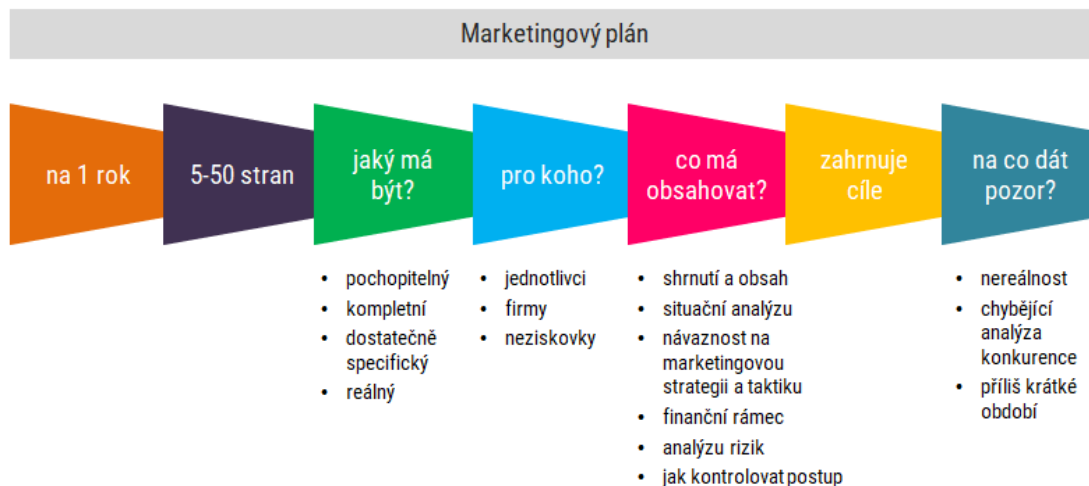 Marketingový plán
na 1 rok
5-50 stran
jaký má
být?
pro koho?
co má
obsahovat?
zahrnuje
cíle
na co dát
pozor?
• pochopitelný
• kompletní
• dostatečně
specifický
• reálný
• jednotlivci
• firmy
• neziskovky
• shrnutí a obsah
• situační analýzu
• návaznost na
marketingovou
strategii a taktiku
• finanční rámec
• analýzu rizik
• jak kontrolovat postup
• nereálnost
• chybějící
analýza
konkurence
• příliš krátké
období